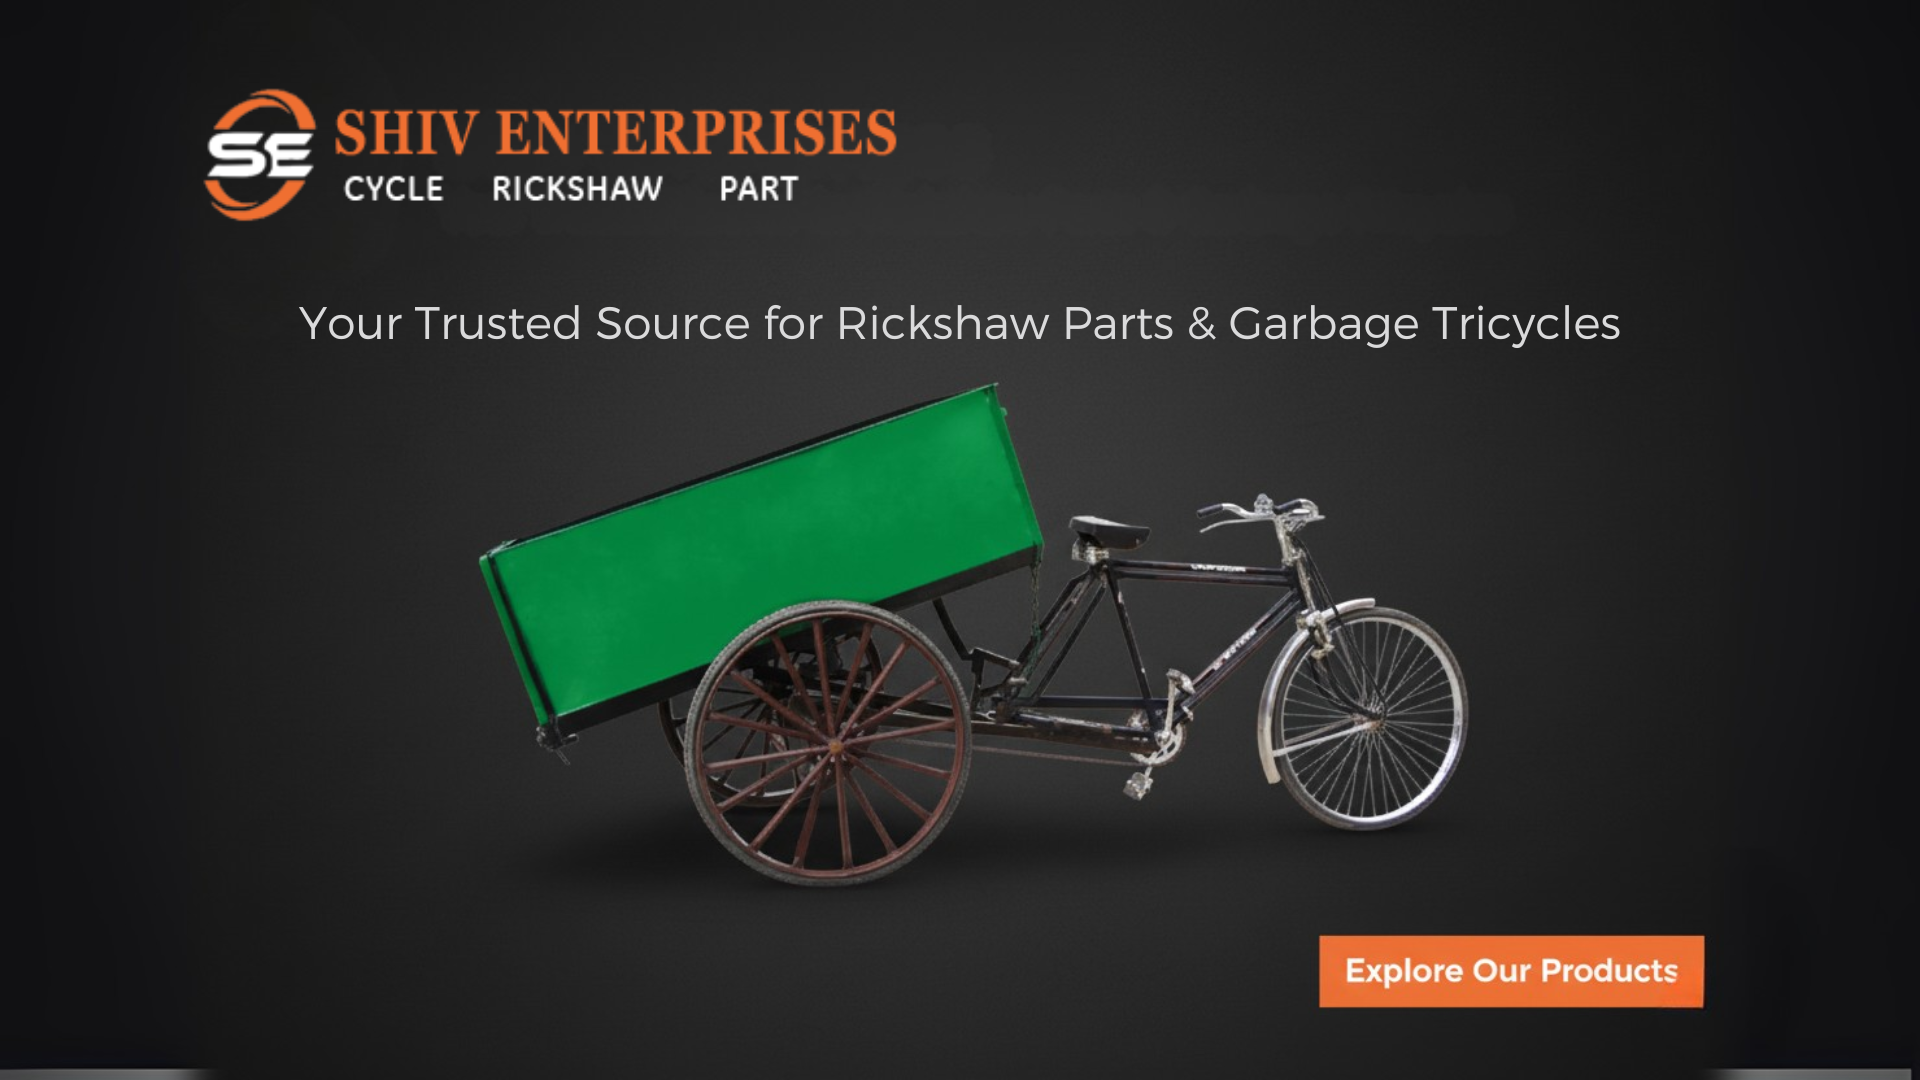 SE
SHIV ENTERPRISES
CYCLE RICKSHAW PART
Your Trusted Source for Rickshaw Parts & Garbage Tricycles
Explore Our Products